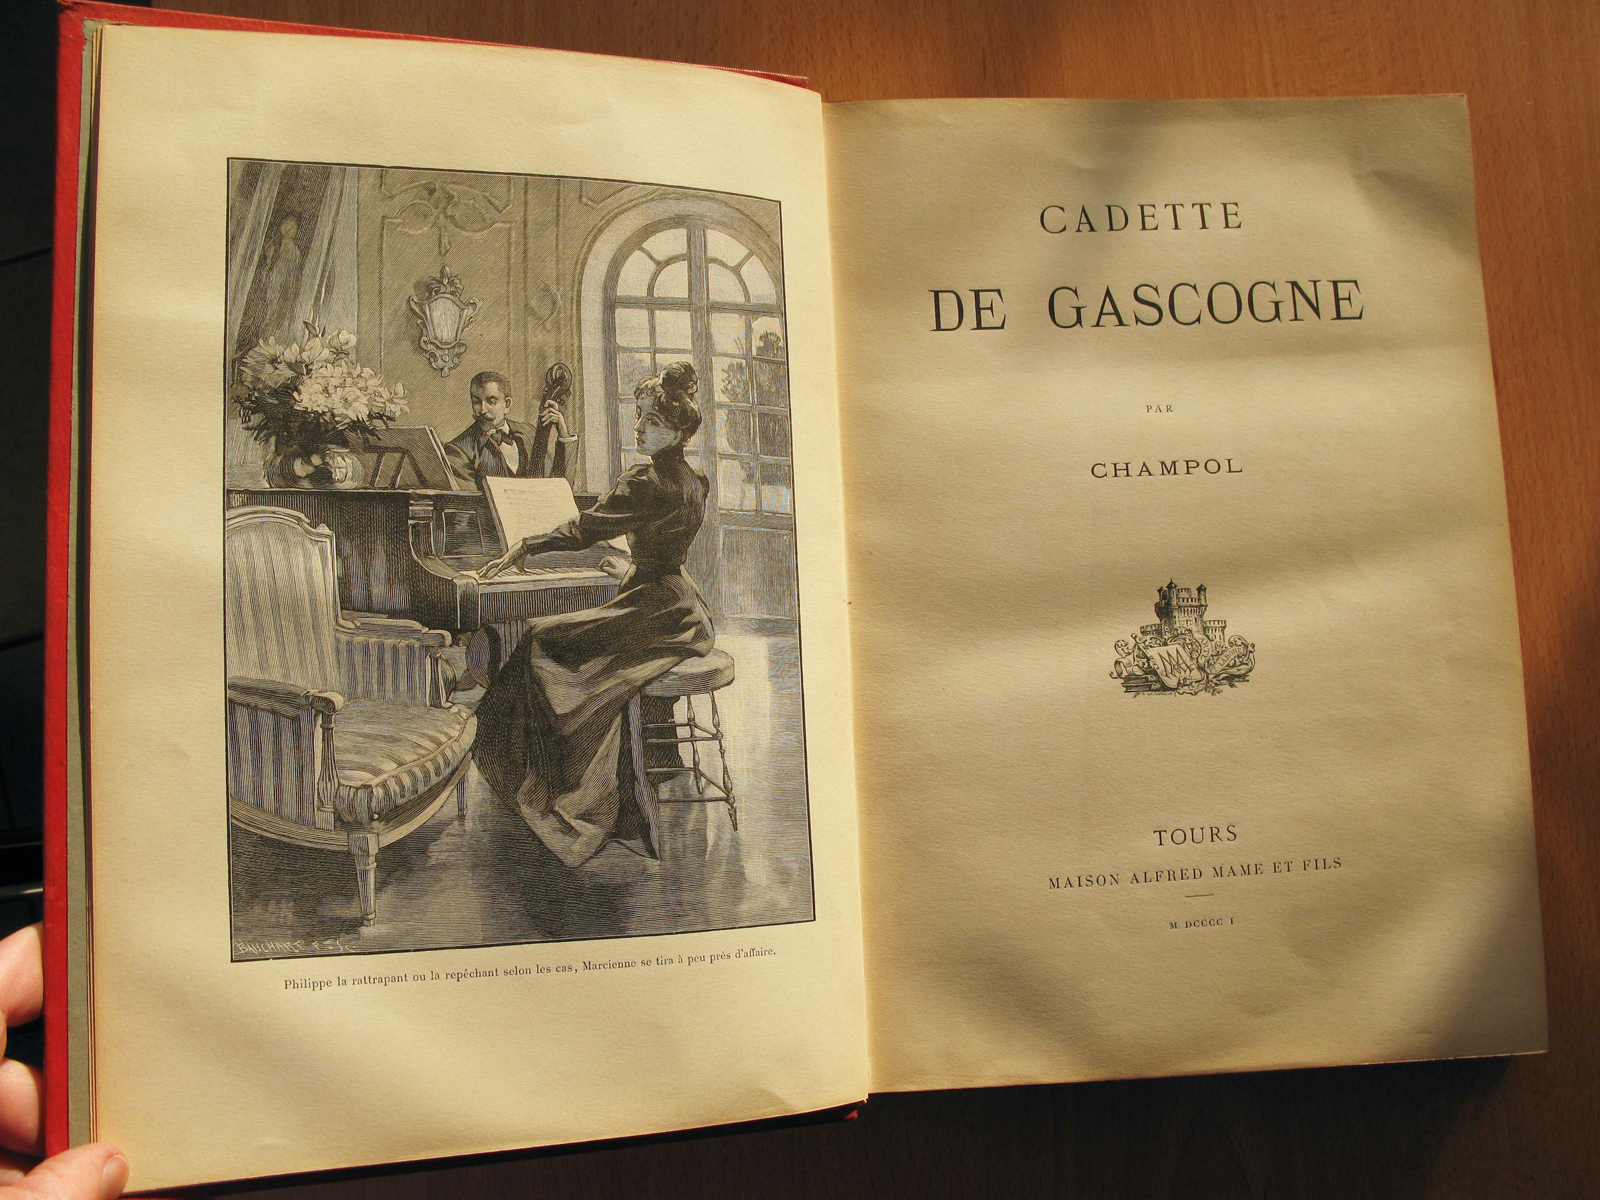 BAUCHART
Philippe la rattrapant ou la repêchant selon les cas, Marcienne se tira à peu près d'affaire.
CADETTE
DE GASCOGNE
PAR
CHAMPOL
TOURS
MAISON ALFRED MAME ET FILS
M DCCCC I